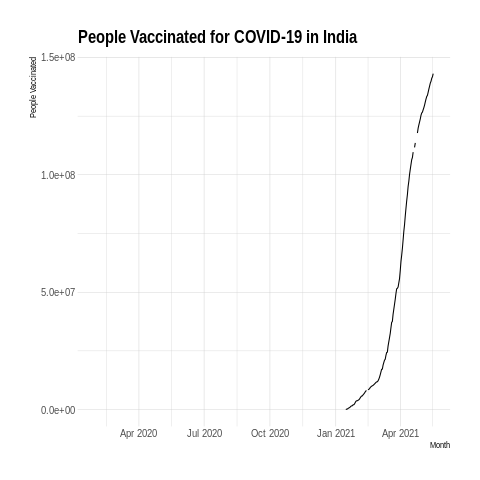 People Vaccinated for COVID-19 in India
People Vaccinated
1.5e+08
1.0e+08
5.0e+07
0.0e+00
Apr 2020 Jul 2020 Oct 2020 Jan 2021 Apr 2021
Month